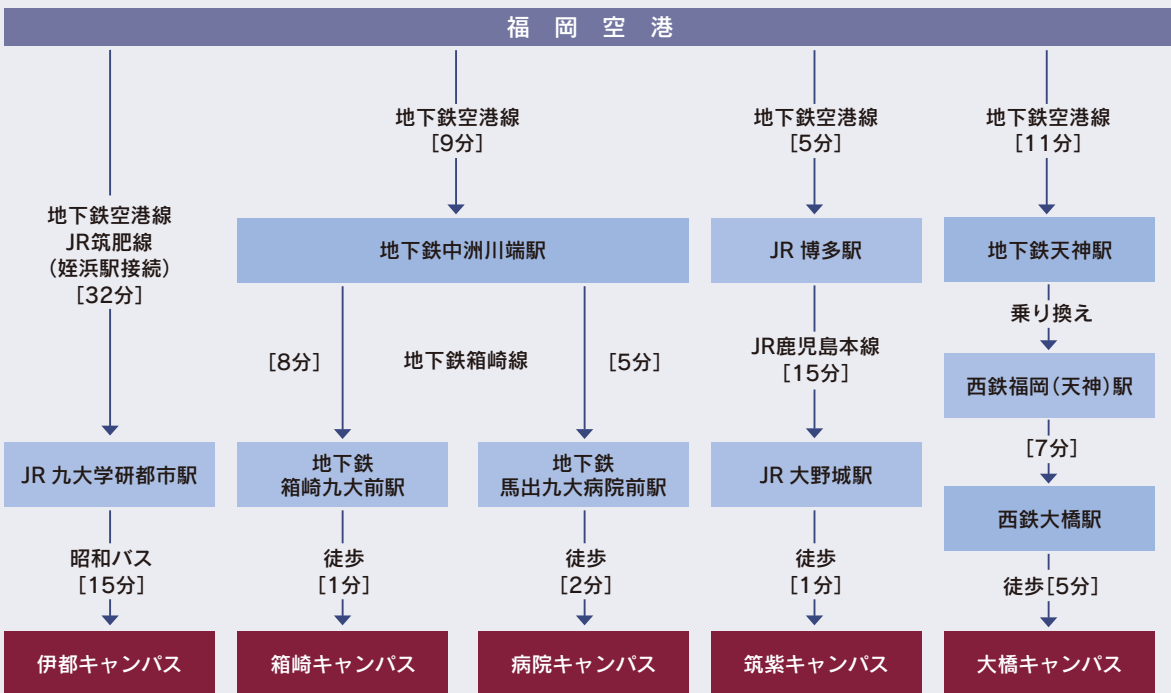 福岡空港
地下鉄空港線
JR筑肥線
(姪浜駅接続)
[32分]
JR 九大学研都市駅
昭和バス
[15分]
伊都キャンパス
地下鉄空港線
[9分]
地下鉄中洲川端駅
[8分]
地下鉄箱崎線
[5分]
地下鉄
箱崎九大前駅
徒歩
[1分]
箱崎キャンパス
地下鉄
馬出九大病院前駅
徒歩
[2分]
病院キャンパス
地下鉄空港線
[5分]
JR 博多駅
JR鹿児島本線
[15分]
JR 大野城駅
徒歩
[1分]
筑紫キャンパス
地下鉄空港線
[11分]
地下鉄天神駅
乗り換え
西鉄福岡(天神)駅
[7分]
西鉄大橋駅
徒歩[5分]
大橋キャンパス